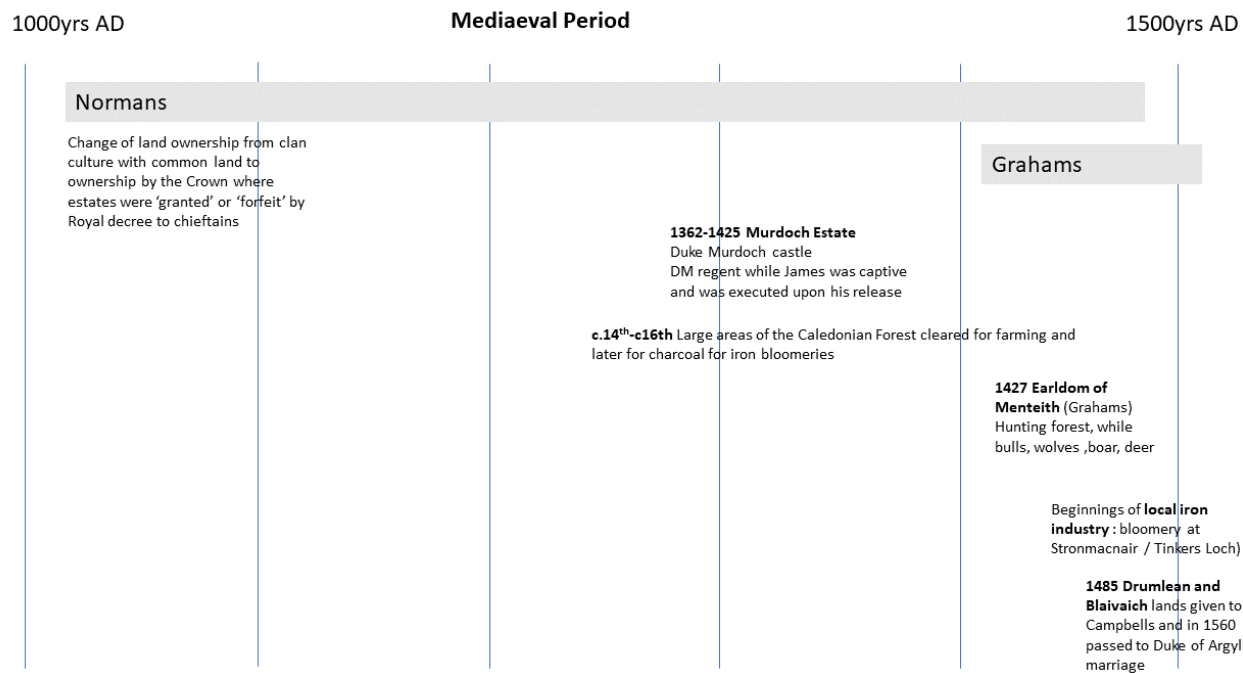 1000yrs AD
Mediaeval Period
1500yrs AD
Normans
Change of land ownership from clan
culture with common land to
ownership by the Crown where
estates were ‘granted’ or ‘forfeit’ by
Royal decree to chieftains
Grahams
1362-1425 Murdoch Estate
Duke Murdoch castle
DM regent while James was captive
and was executed upon his release
c.14th-c16th Large areas of the Caledonian Forest cleared for farming and
later for charcoal for iron bloomeries
1427 Earldom of
Menteith (Grahams)
Hunting forest, while
bulls, wolves ,boar, deer
Beginnings of local iron
industry : bloomery at
Stronmacnair / Tinkers Loch)
1485 Drumlean and
Blaivaich lands given to
Campbells and in 1560
passed to Duke of Argyl
marriage